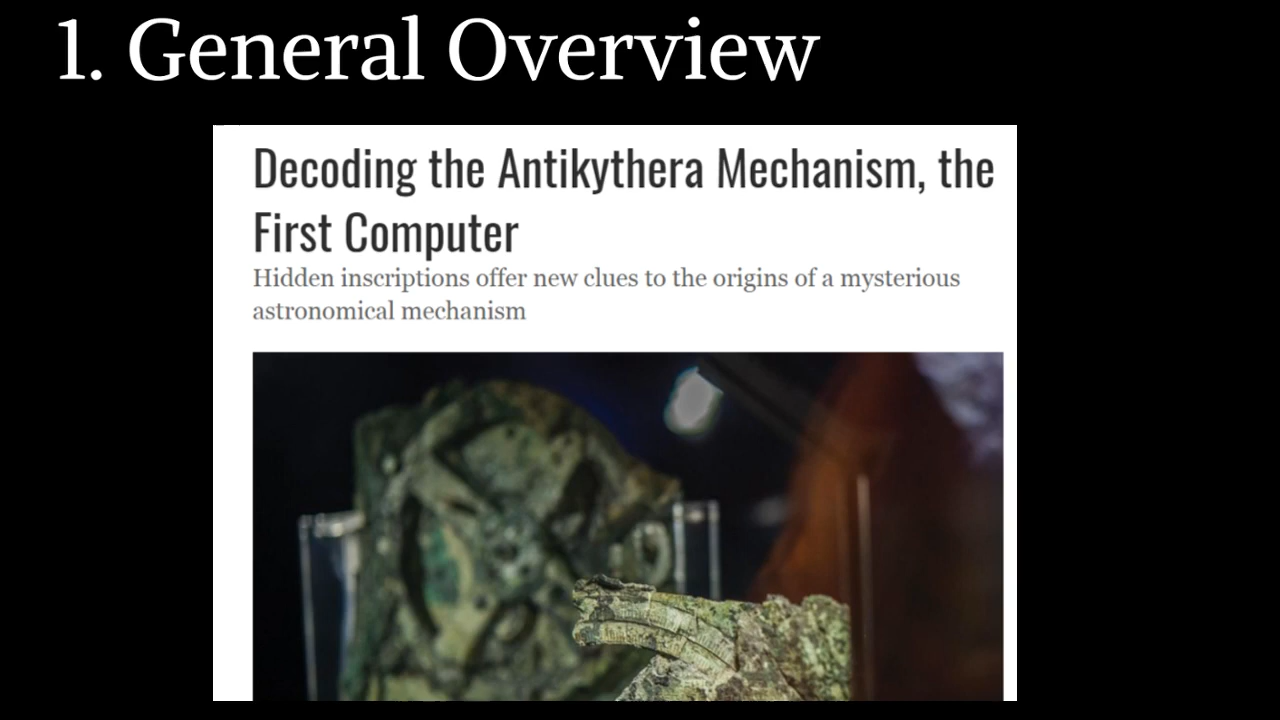 1. General Overview
Decoding the Antikythera Mechanism, the
First Computer
Hidden inscriptions offer new clues to the origins of a mysterious
astronomical mechanism